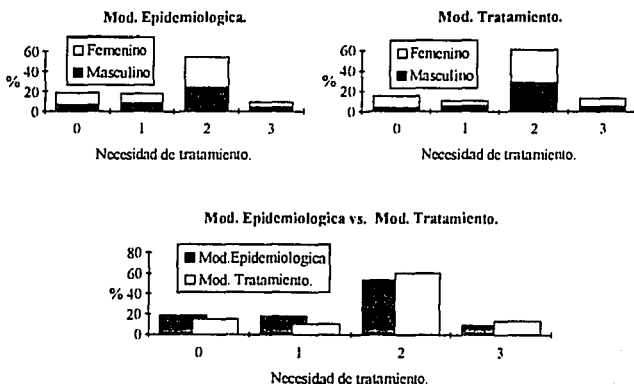 Mod. Epidemiologica.
60
40
%
20
0
Femenino
Masculino
0 1 2 3
Necesidad de tratamiento.
Mod. Tratamiento.
60
40
%
20
0
Femenino
Masculino
0 1 2 3
Necesidad de tratamiento.
Mod. Epidemiologica vs. Mod. Tratamiento.
80
60
%
40
20
0
Mod.Epidemiologica
Mod. Tratamiento.
0 1 2 3
Necesidad de tratamiento.